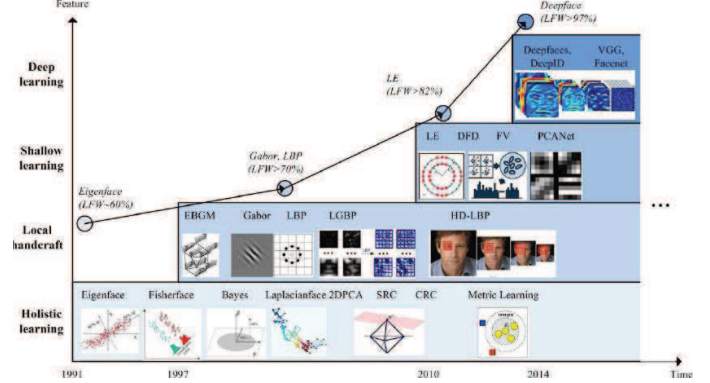 Feature
Deepface
(LFW>97%)
Deep
learning
Deepfaces,
DeepID
VGG,
Facenet
LE
(LFW>82%)
Shallow
learning
LE DFD FV PCANet
Gabor, LBP
(LFW>70%)
Eigenface
(LFW~60%)
Local
handcraft
EBGM Gabor LBP LGBP HD-LBP
...
Holistic
learning
Eigenface Fisherface Bayes Laplacianface 2DPCA SRC CRC Metric Learning
1991 1997 2010 2014 Time